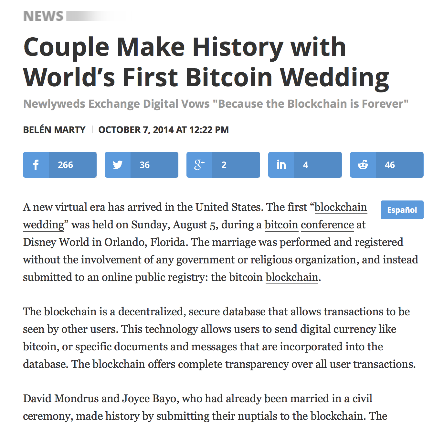 NEWS
Couple Make History with
World's First Bitcoin Wedding
Newlyweds Exchange Digital Vows "Because the Blockchain is Forever"
BELÉN MARTY | OCTOBER 7, 2014 AT 12:22 PM
f 266 36 g+ 2 in 4 46
A new virtual era has arrived in the United States. The first “blockchain
Español
wedding” was held on Sunday, August 5, during a bitcoin conference at
Disney World in Orlando, Florida. The marriage was performed and registered
without the involvement of any government or religious organization, and instead
submitted to an online public registry: the bitcoin blockchain.
The blockchain is a decentralized, secure database that allows transactions to be
seen by other users. This technology allows users to send digital currency like
bitcoin, or specific documents and messages that are incorporated into the
database. The blockchain offers complete transparency over all user transactions.
David Mondrus and Joyce Bayo, who had already been married in a civil
ceremony, made history by submitting their nuptials to the blockchain. The